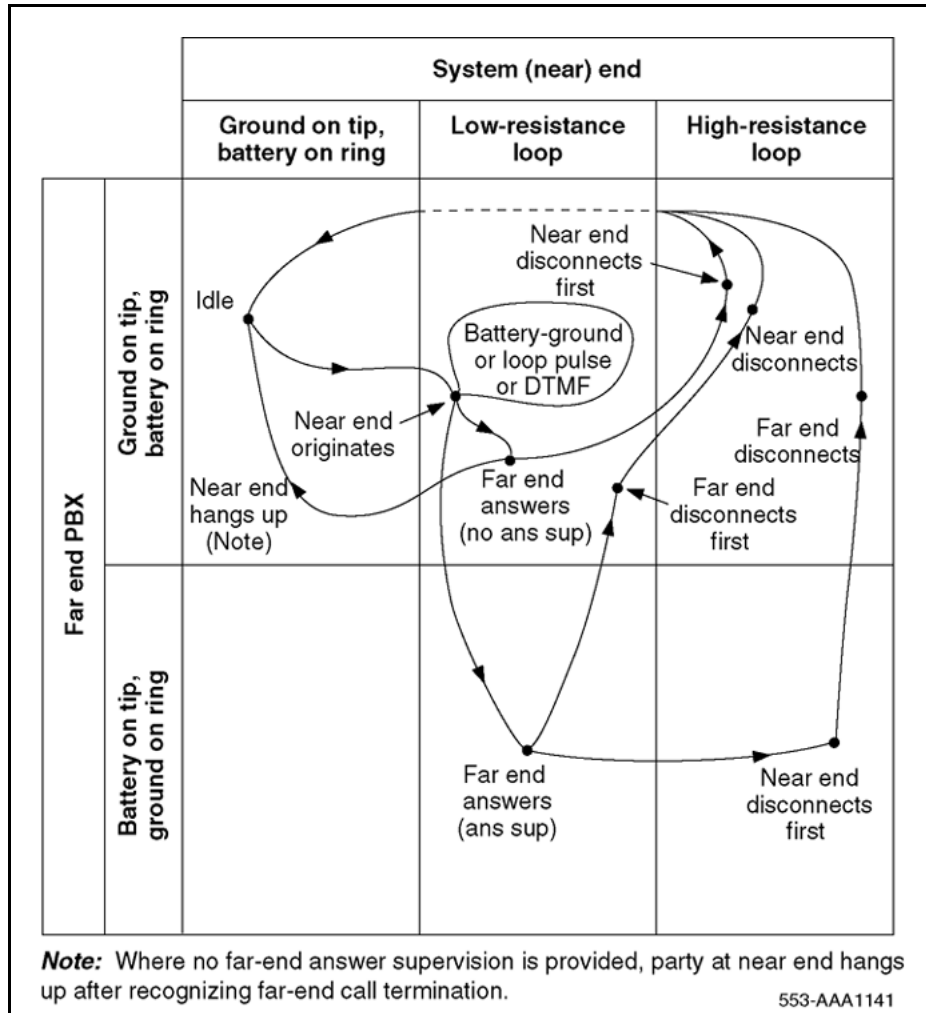 System (near) end
Ground on tip,
battery on ring
Low-resistance
loop
High-resistance
loop
Far end PBX
Ground on tip,
battery on ring
Idle
Near end
disconnects
first
Battery-ground
or loop pulse
or DTMF
Near end
disconnects
Near end
originates
Far end
disconnects
Near end
hangs up
(Note)
Far end
answers
(no ans sup)
Far end
disconnects
first
Battery on tip,
ground on ring
Far end
answers
(ans sup)
Near end
disconnects
first
Note: Where no far-end answer supervision is provided, party at near end hangs
up after recognizing far-end call termination.
553-AAA1141